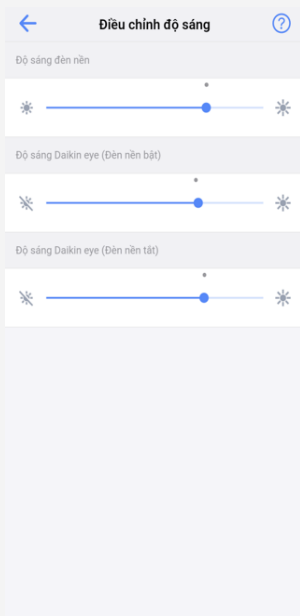 Điều chỉnh độ sáng
Độ sáng đèn nền
Độ sáng Daikin eye (Đèn nền bật)
Độ sáng Daikin eye (Đèn nền tắt)